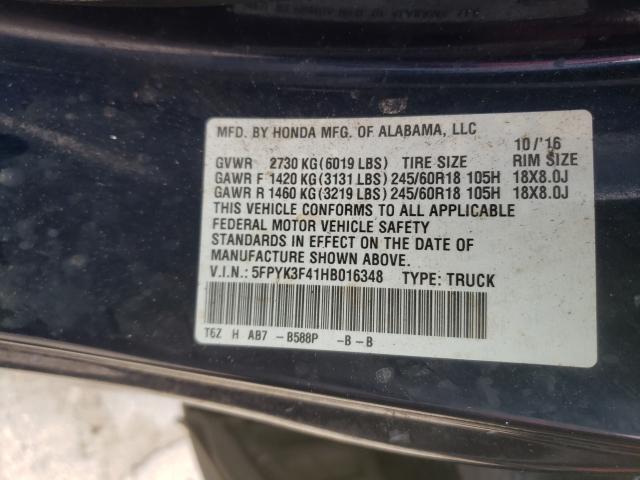 MFD. BY HONDA MFG. OF ALABAMA, LLC
10/'16
GVWR 2730 KG(6019 LBS) TIRE SIZE RIM SIZE
GAWR F 1420 KG(3131 LBS) 245/60R18 105H 18X8.0J
GAWR R 1460 KG(3219 LBS) 245/60R18 105H 18X8.0J
THIS VEHICLE CONFORMS TO ALL APPLICABLE
FEDERAL MOTOR VEHICLE SAFETY
STANDARDS IN EFFECT ON THE DATE OF
MANUFACTURE SHOWN ABOVE.
V.I.N.: 5FPYK3F41HB016348 TYPE: TRUCK
T6Z H AB7 -B588P -B-B